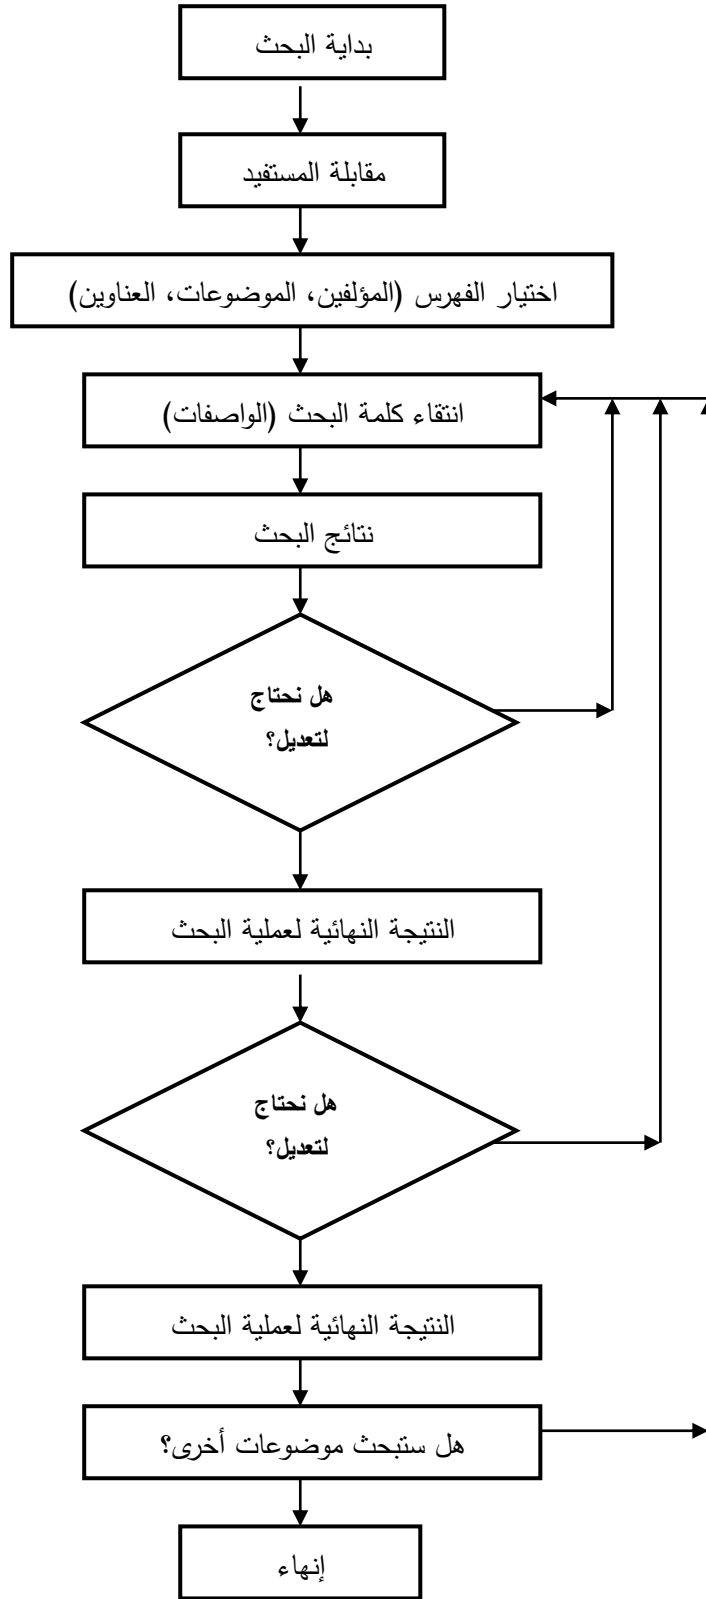 بداية البحث
مقابلة المستفيد
اختيار الفهرس (المؤلفين، الموضوعات، العناوين)
انتقاء كلمة البحث (الواصفات)
نتائج البحث
هل نحتاج
لتعديل؟
النتيجة النهائية لعملية البحث
هل نحتاج
لتعديل؟
النتيجة النهائية لعملية البحث
هل ستبحث موضوعات أخرى؟
إنهاء